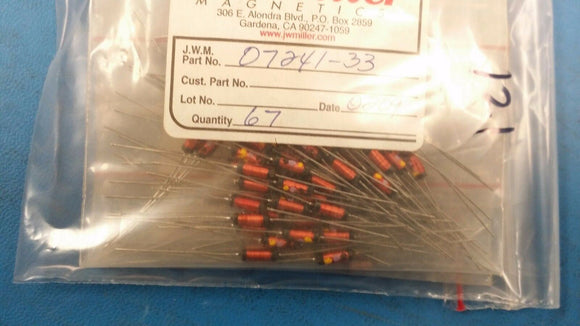 MAGNETICS
306 E. Alondra Blvd., P.O. Box 2859
Gardena, CA 90247-1059
www.jwmiller.com
J.W.M.
Part No. 07241-33
Cust. Part No.
Lot No. Date
Quantity 67
121